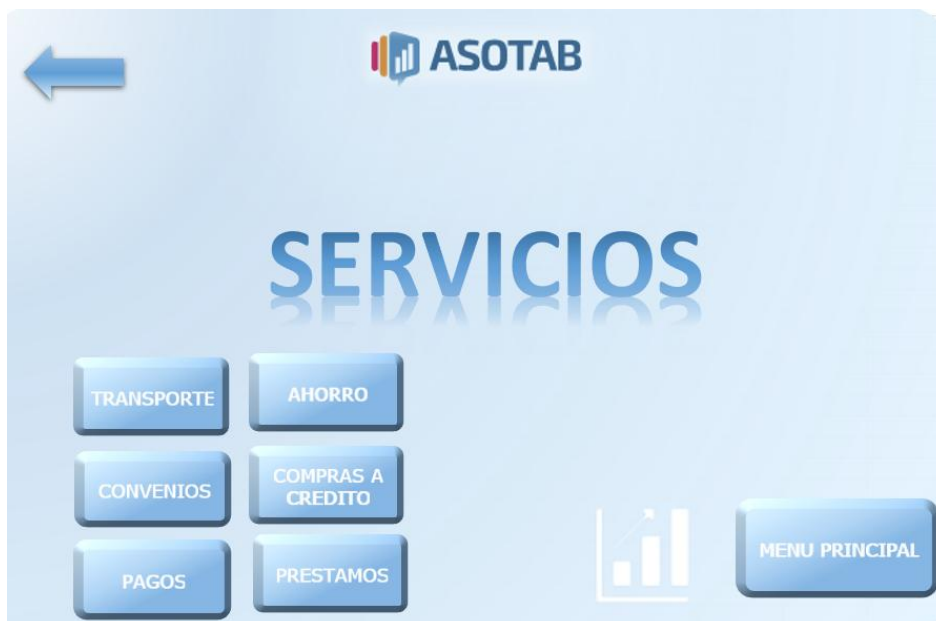 ASOTAB
SERVICIOS
TRANSPORTE
AHORRO
CONVENIOS
COMPRAS A
CREDITO
PAGOS
PRESTAMOS
MENU PRINCIPAL